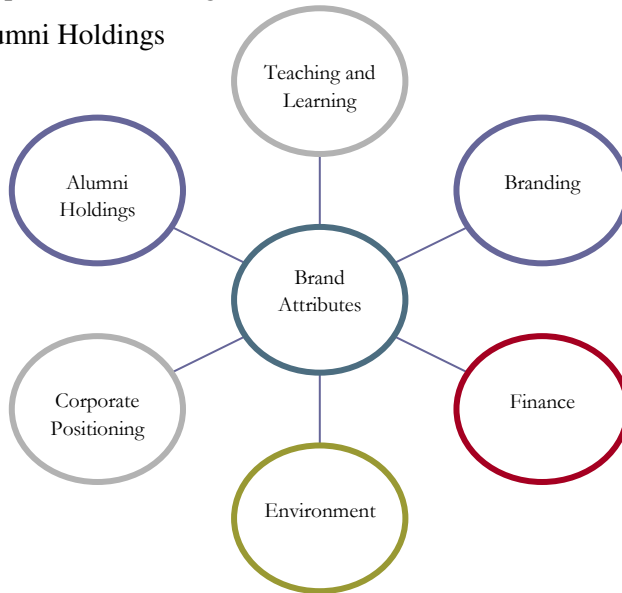 umni Holdings
Teaching and
Learning
Alumni
Holdings
Branding
Brand
Attributes
Corporate
Positioning
Finance
Environment